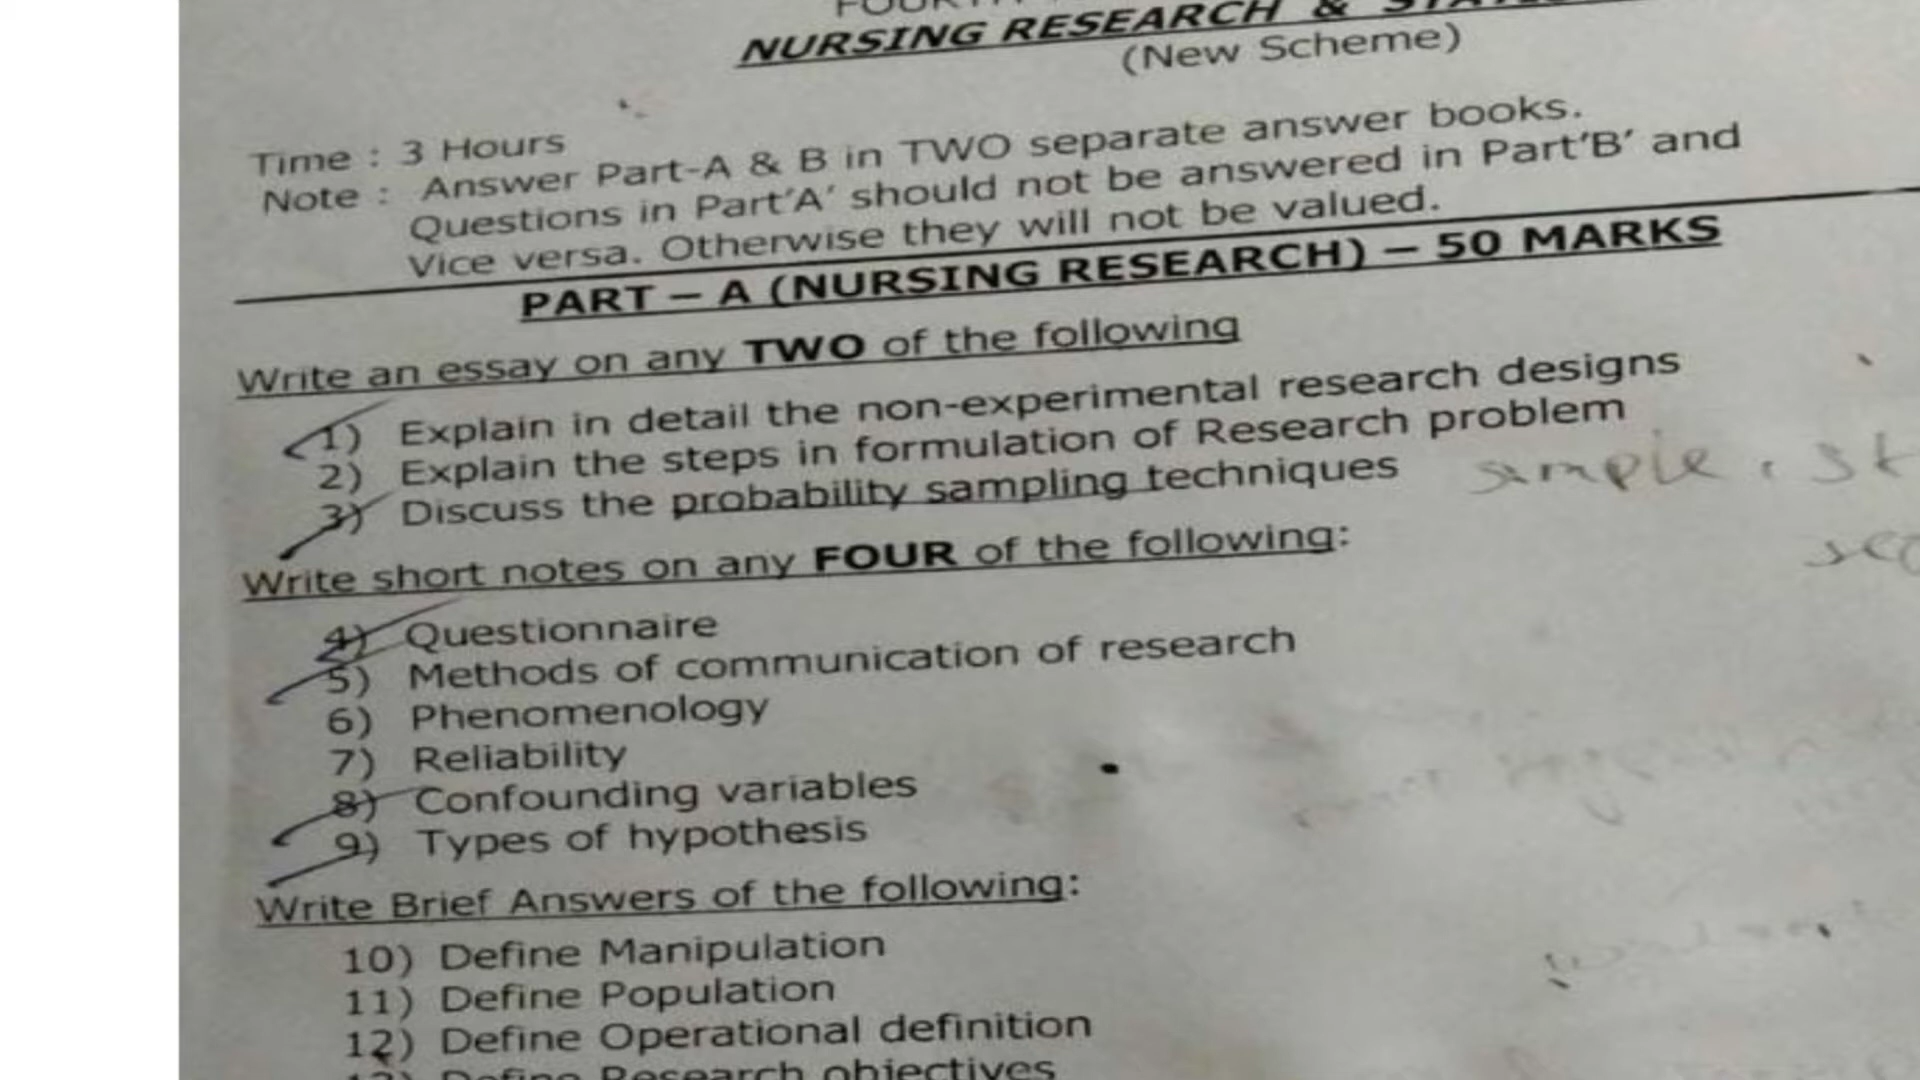 NURSING RESEARCH &
(New Scheme)
Time : 3 Hours
Note : Answer Part-A & B in TWO separate answer books.
Questions in Part'A' should not be answered in Part'B' and
Vice versa. Otherwise they will not be valued.
PART – A (NURSING RESEARCH) – 50 MARKS
Write an essay on any TWO of the following
1) Explain in detail the non-experimental research designs
2) Explain the steps in formulation of Research problem
3) Discuss the probability sampling techniques
sample, st
Write short notes on any FOUR of the following:
4) Questionnaire
5) Methods of communication of research
6) Phenomenology
7) Reliability
8) Confounding variables
9) Types of hypothesis
Write Brief Answers of the following:
10) Define Manipulation
11) Define Population
12) Define Operational definition
13) Define Research objectives